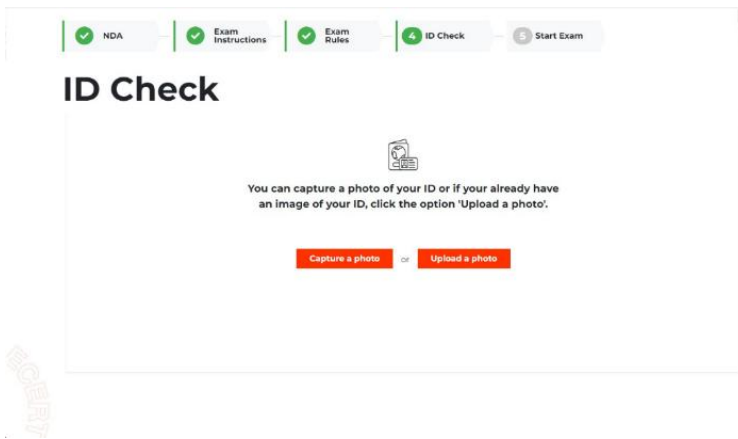 NDA
Exam
Instructions
Exam
Rules
4 ID Check
5 Start Exam
ID Check
You can capture a photo of your ID or if your already have
an image of your ID, click the option 'Upload a photo'.
Capture a photo or Upload a photo
ECERT